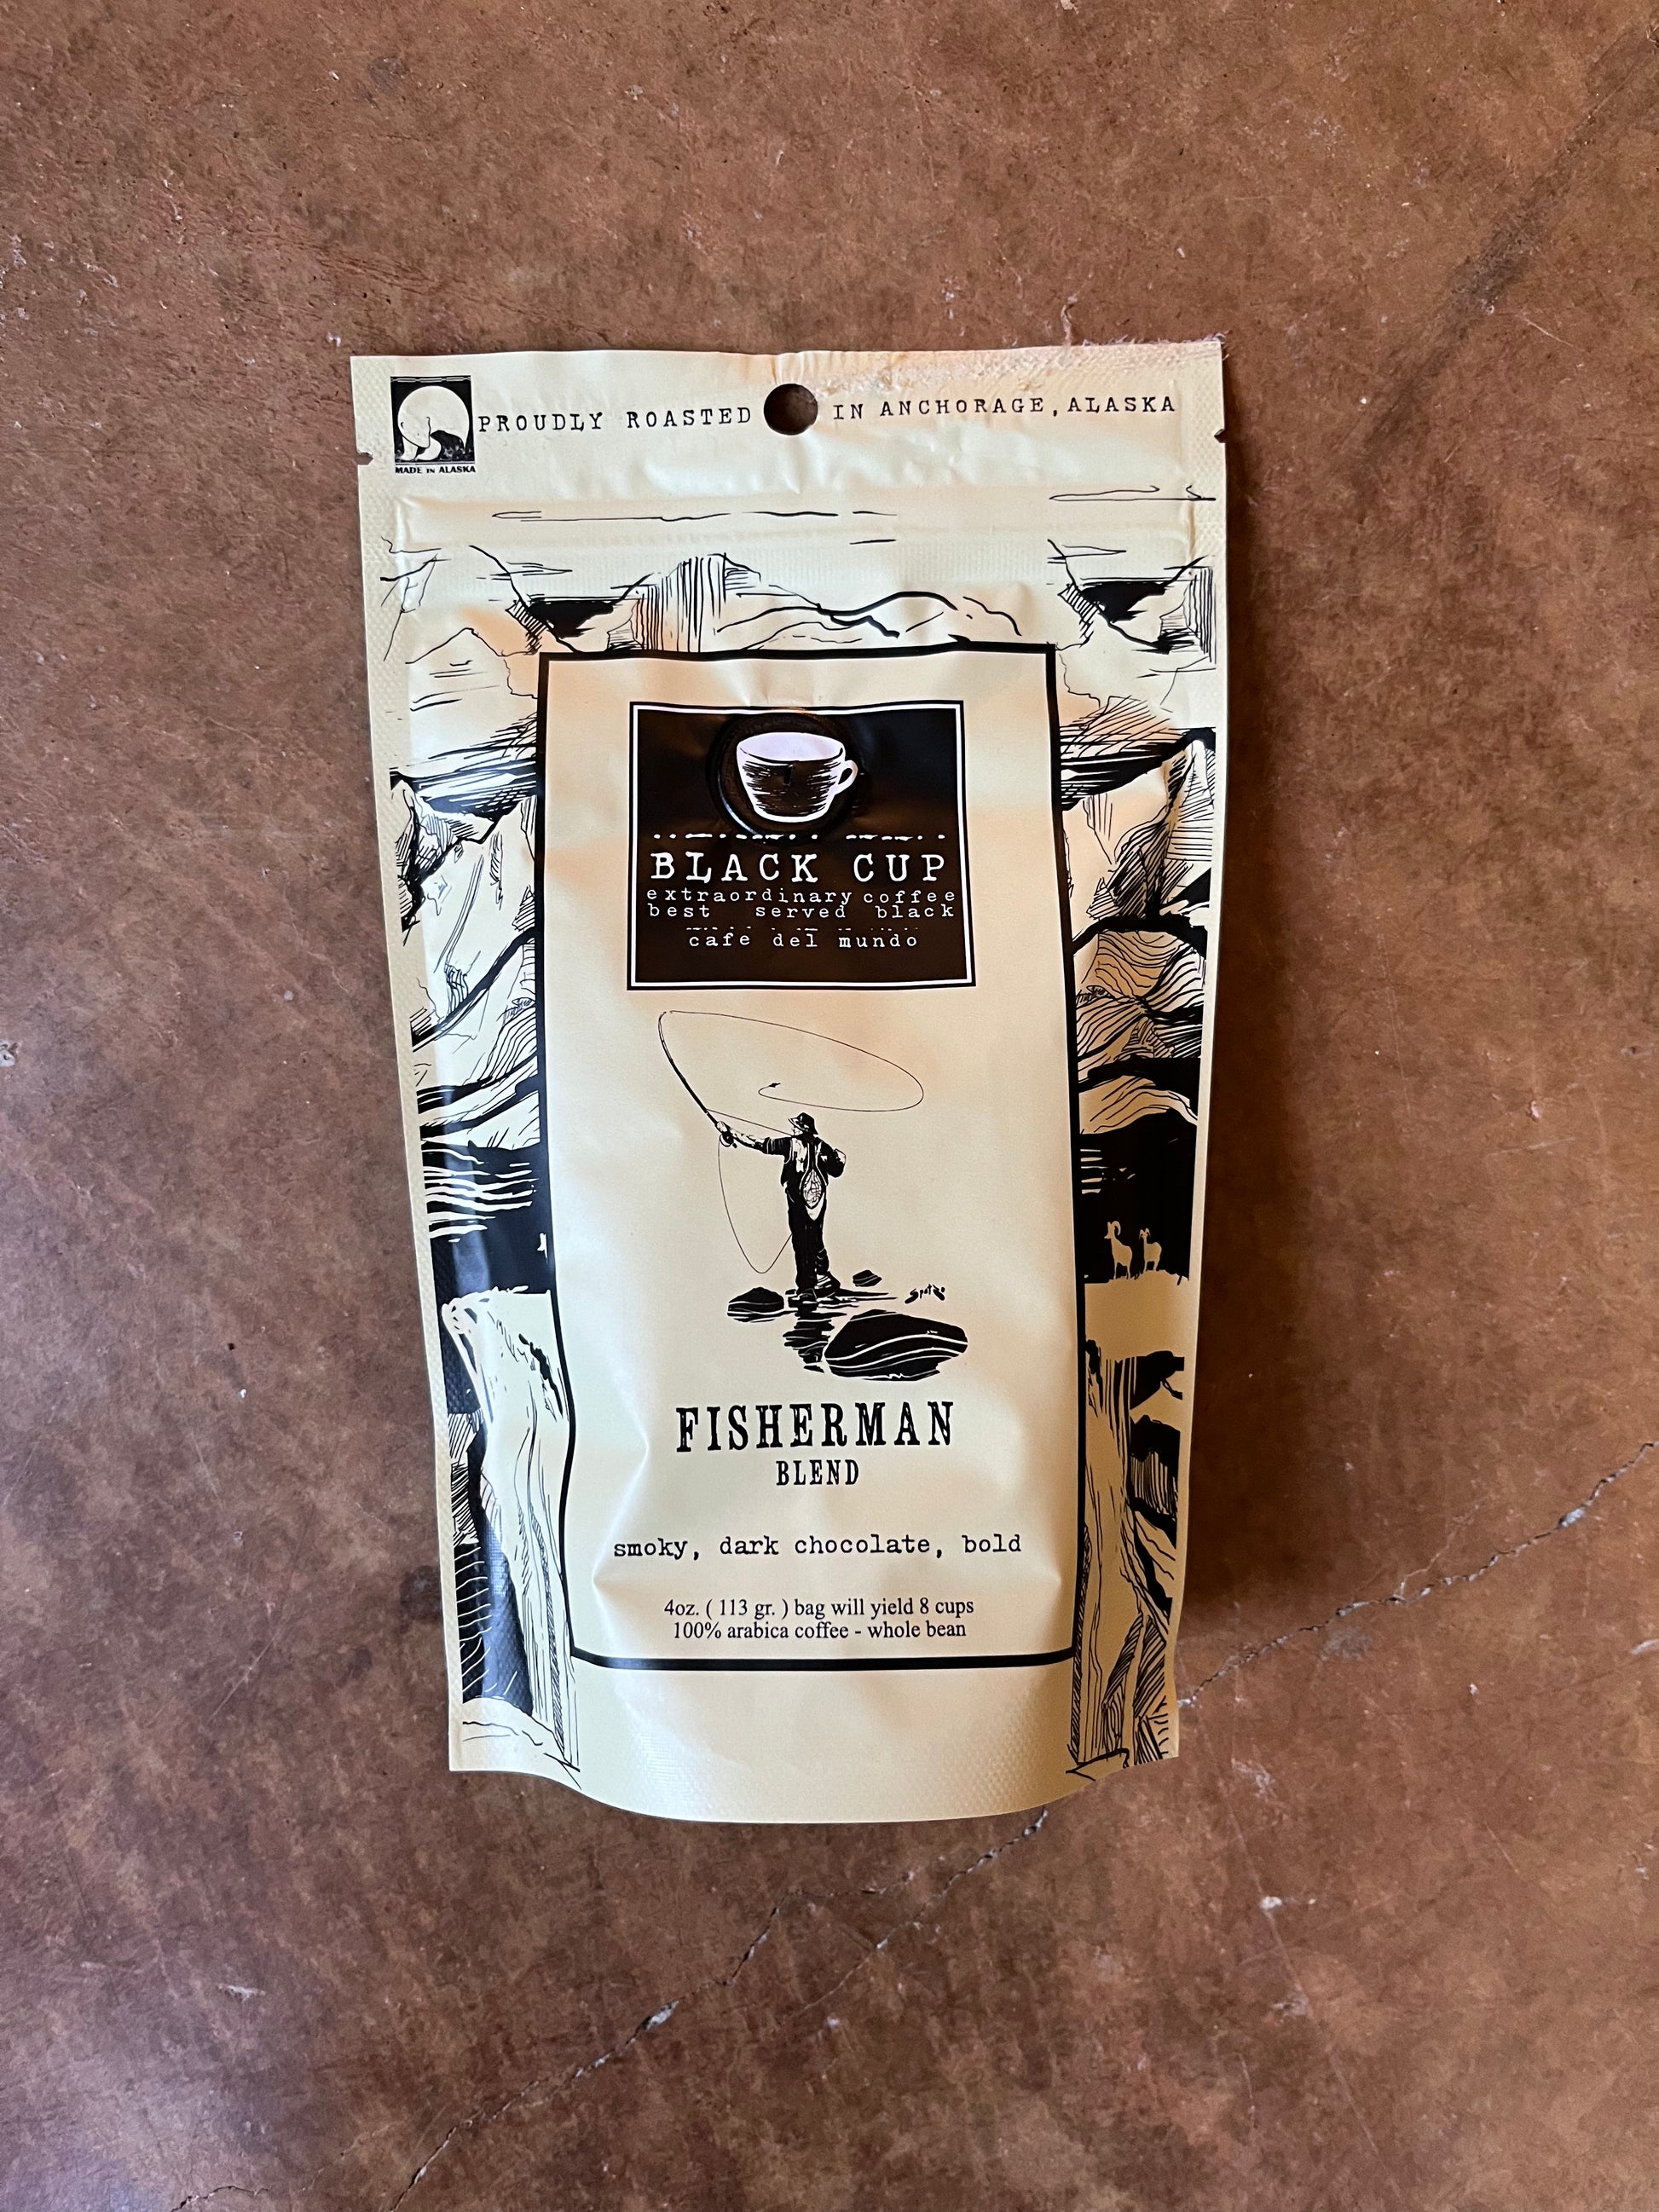 PROUDLY ROASTED IN ANCHORAGE, ALASKA
MADE IN ALASKA
BLACK CUP
extraordinary coffee
best served black
cafe del mundo
FISHERMAN
BLEND
smoky, dark chocolate, bold
4oz. ( 113 gr. ) bag will yield 8 cups
100% arabica coffee - whole bean